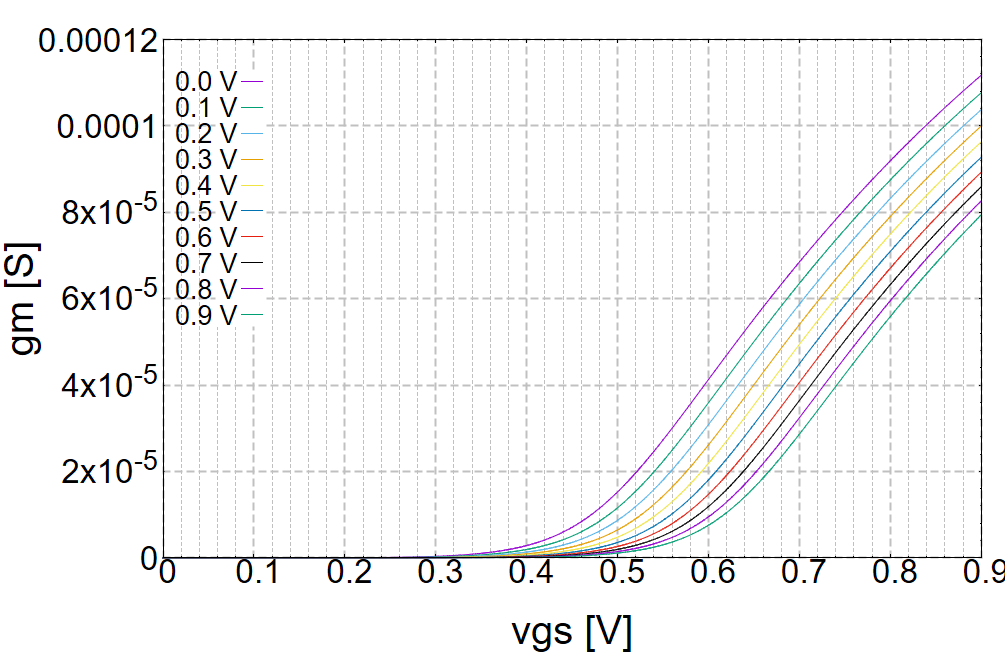 0.00012
0.0001
8x10-5
6x10-5
4x10-5
2x10-5
0
gm [S]
0.0 V
0.1 V
0.2 V
0.3 V
0.4 V
0.5 V
0.6 V
0.7 V
0.8 V
0.9 V
0 0.1 0.2 0.3 0.4 0.5 0.6 0.7 0.8 0.9
vgs [V]